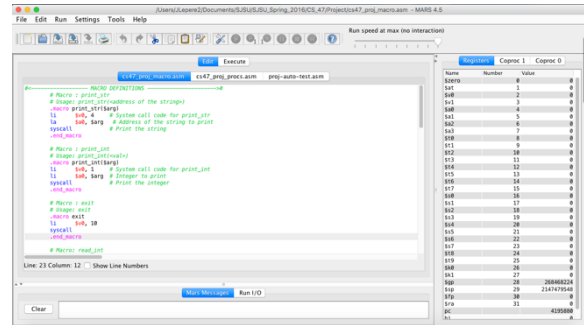 /Users/JLepere2/Documents/SJSU/SJSU_Spring_2016/CS_47/Project/cs47_proj_macro.asm - MARS 4.5
File Edit Run Settings Tools Help
Run speed at max (no interaction)
Edit Execute
cs47_proj_macro.asm cs47_proj_procs.asm proj-auto-test.asm
#<------------------ MACRO DEFINITIONS ---------------------->#
# Macro : print_str
# Usage: print_str(<address of the string>)
.macro print_str($arg)
li $v0, 4 # System call code for print_str
la $a0, $arg # Address of the string to print
syscall # Print the string
.end_macro
# Macro : print_int
# Usage: print_int(<val>)
.macro print_int($arg)
li $v0, 1 # System call code for print_int
li $a0, $arg # Integer to print
syscall # Print the integer
.end_macro
# Macro : exit
# Usage: exit
.macro exit
li $v0, 10
syscall
.end_macro
# Macro: read_int
Line: 23 Column: 12 Show Line Numbers
Mars Messages Run I/O
Clear
Registers Coproc 1 Coproc 0
Name Number Value
$zero 0 0
$at 1 0
$v0 2 0
$v1 3 0
$a0 4 0
$a1 5 0
$a2 6 0
$a3 7 0
$t0 8 0
$t1 9 0
$t2 10 0
$t3 11 0
$t4 12 0
$t5 13 0
$t6 14 0
$t7 15 0
$s0 16 0
$s1 17 0
$s2 18 0
$s3 19 0
$s4 20 0
$s5 21 0
$s6 22 0
$s7 23 0
$t8 24 0
$t9 25 0
$k0 26 0
$k1 27 0
$gp 28 268468224
$sp 29 2147479548
$fp 30 0
$ra 31 0
pc 4195880
hi 0